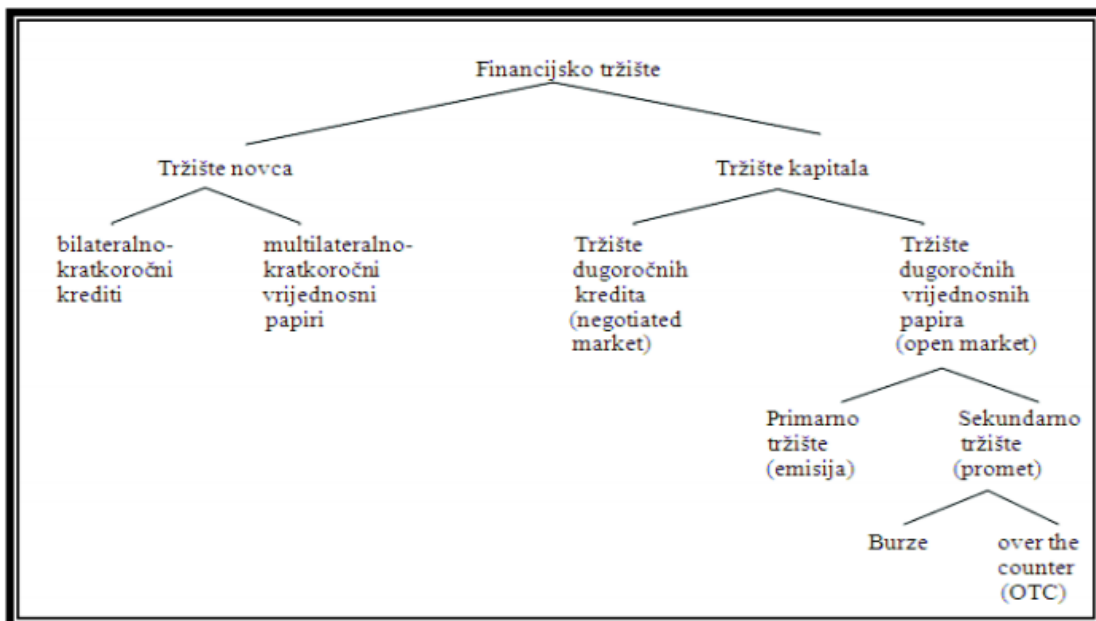 Financijsko tržište
Tržište novca
Tržište kapitala
bilateralno-
kratkoročni
krediti
multilateralno-
kratkoročni
vrijednosni
papiri
Tržište
dugoročnih
kredita
(negotiated
market)
Tržište
dugoročnih
vrijednosnih
papira
(open market)
Primarno
tržište
(emisija)
Sekundarno
tržište
(promet)
Burze
over the
counter
(OTC)